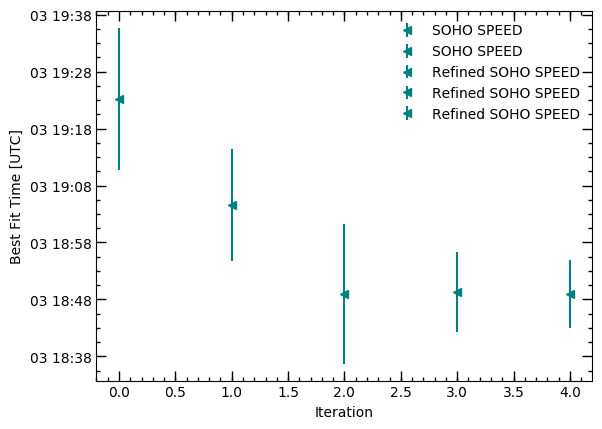 03 19:38
03 19:28
03 19:18
03 19:08
03 18:58
03 18:48
03 18:38
Best Fit Time [UTC]
SOHO SPEED
SOHO SPEED
Refined SOHO SPEED
Refined SOHO SPEED
Refined SOHO SPEED
0.0 0.5 1.0 1.5 2.0 2.5 3.0 3.5 4.0
Iteration